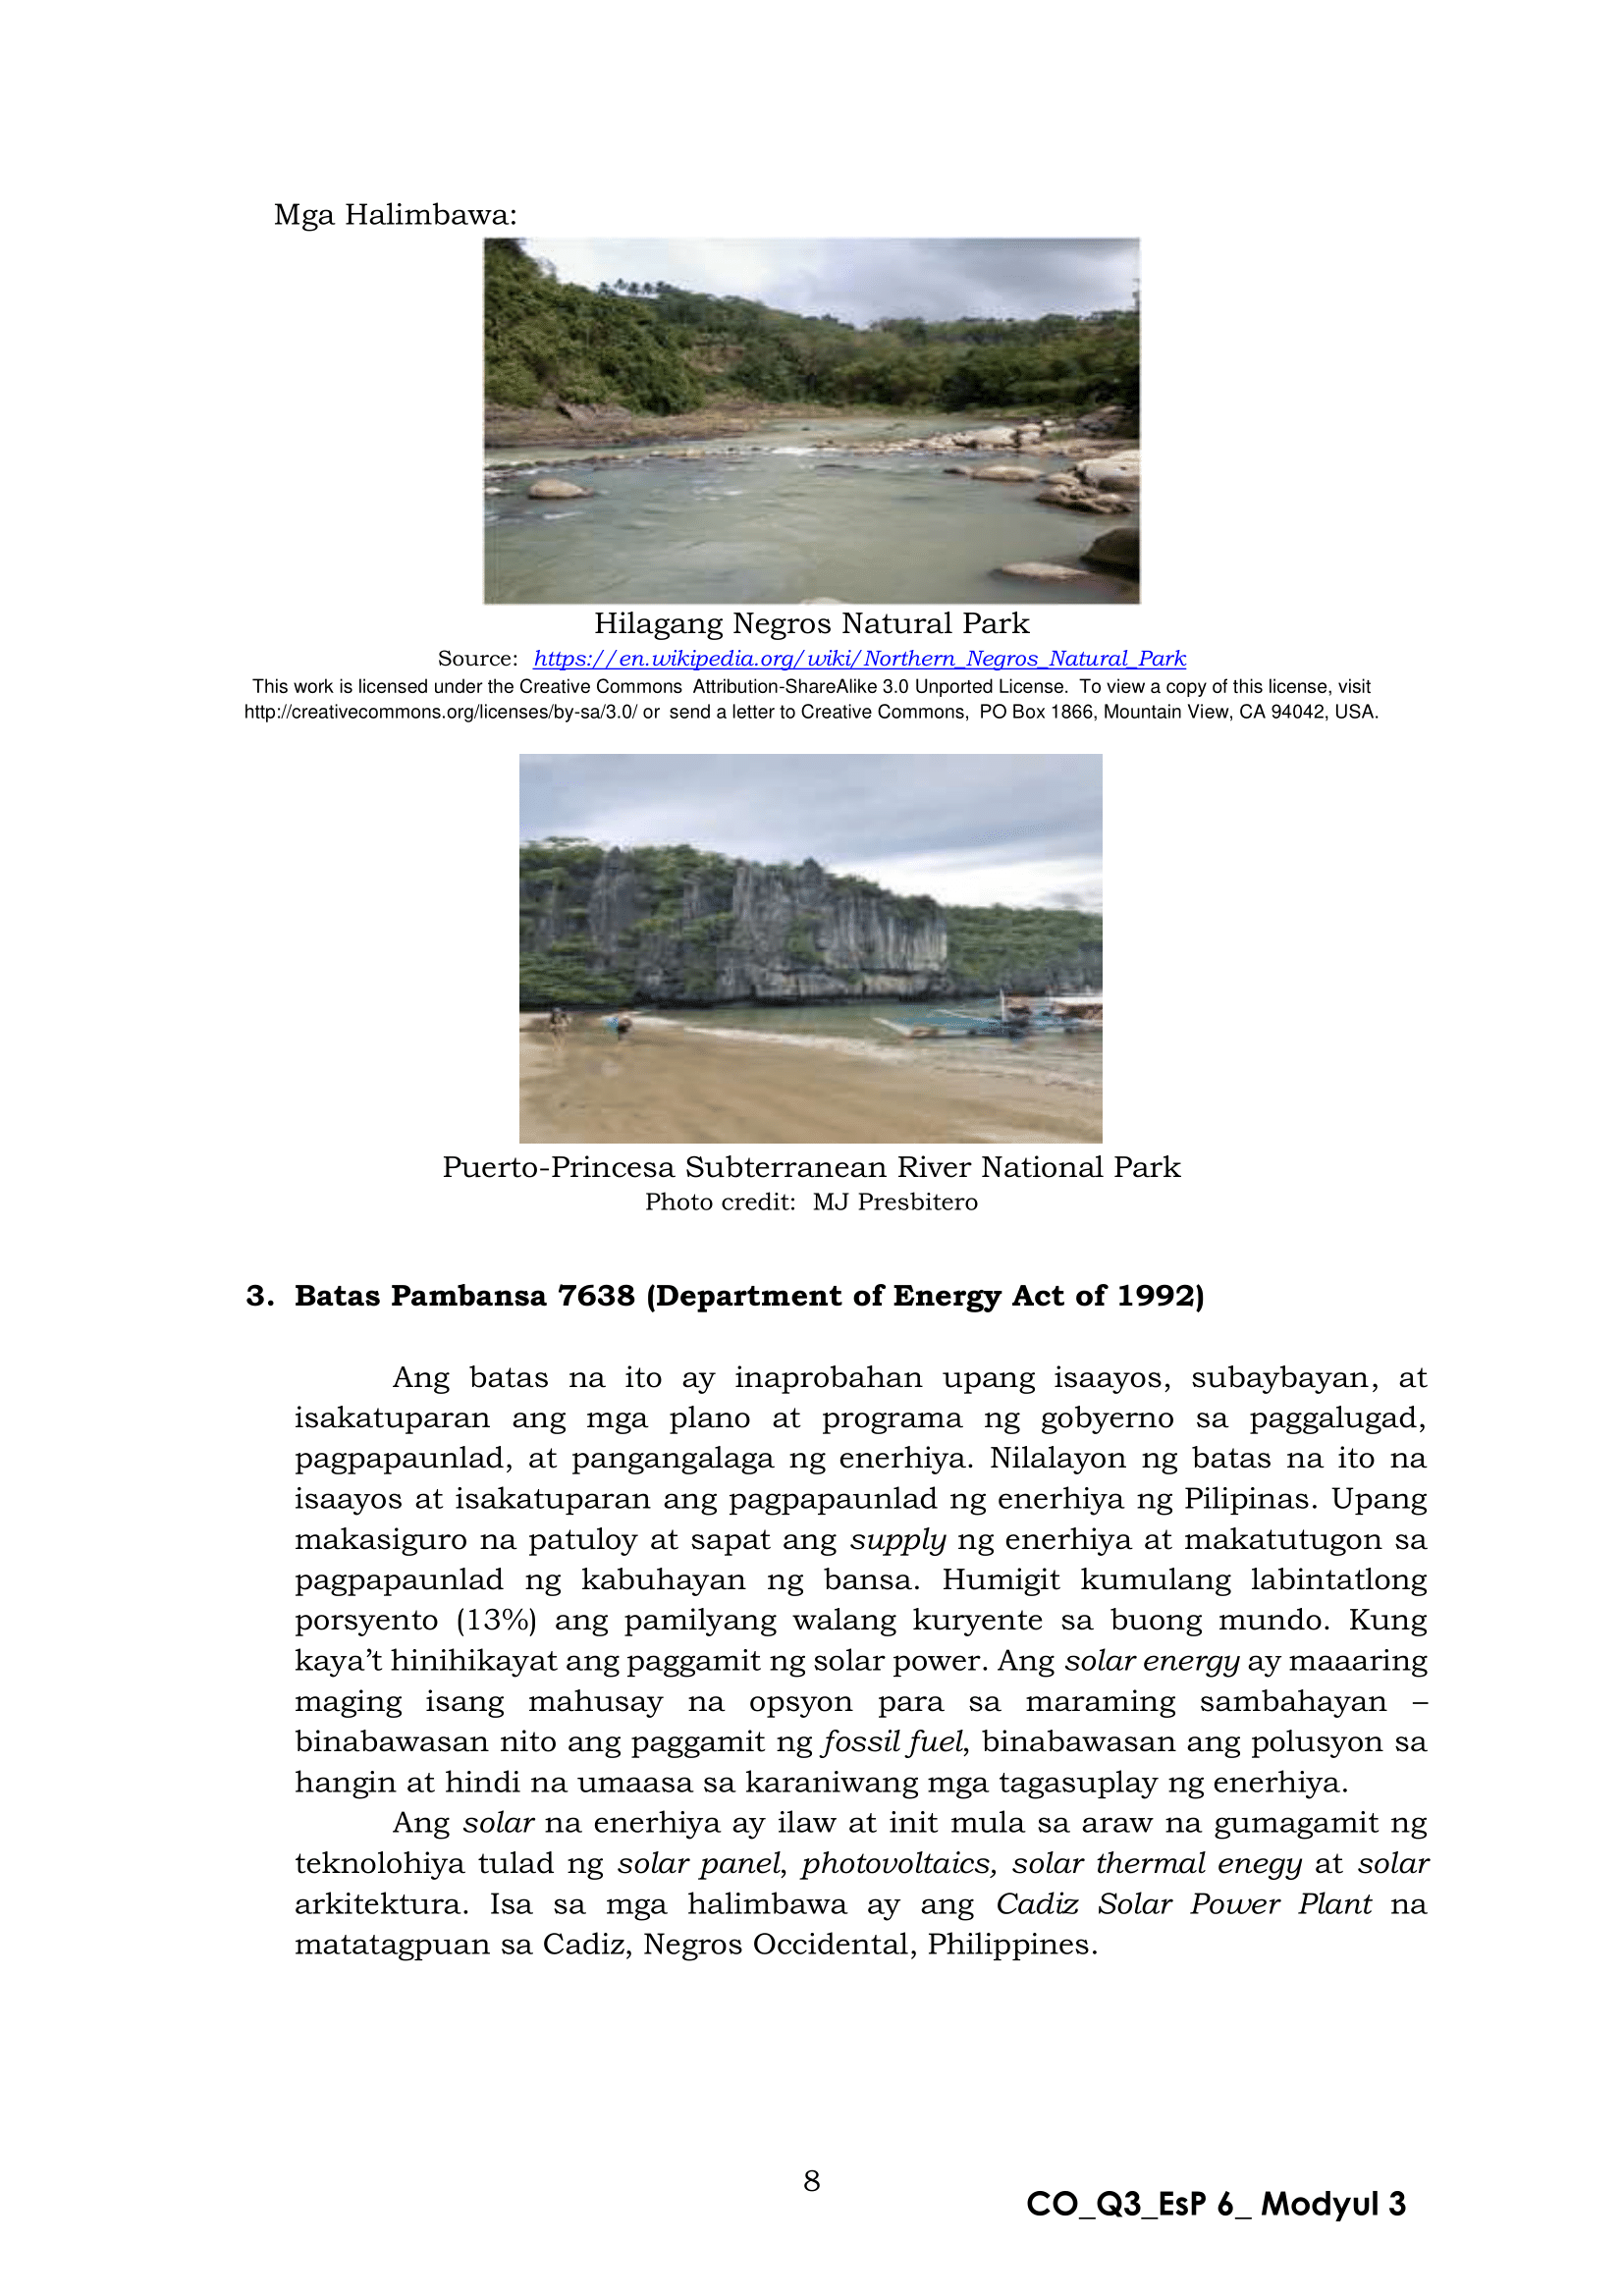 Mga Halimbawa:
Hilagang Negros Natural Park
Source: https://en.wikipedia.org/wiki/Northern_Negros_Natural_Park
This work is licensed under the Creative Commons Attribution-ShareAlike 3.0 Unported License. To view a copy of this license, visit
http://creativecommons.org/licenses/by-sa/3.0/ or send a letter to Creative Commons, PO Box 1866, Mountain View, CA 94042, USA.
Puerto-Princesa Subterranean River National Park
Photo credit: MJ Presbitero
3. Batas Pambansa 7638 (Department of Energy Act of 1992)
Ang batas na ito ay inaprobahan upang isaayos, subaybayan, at
isakatuparan ang mga plano at programa ng gobyerno sa paggalugad,
pagpapaunlad, at pangangalaga ng enerhiya. Nilalayon ng batas na ito na
isaayos at isakatuparan ang pagpapaunlad ng enerhiya ng Pilipinas. Upang
makasiguro na patuloy at sapat ang supply ng enerhiya at makatutugon sa
pagpapaunlad ng kabuhayan ng bansa. Humigit kumulang labintatlong
porsyento (13%) ang pamilyang walang kuryente sa buong mundo. Kung
kaya’t hinihikayat ang paggamit ng solar power. Ang solar energy ay maaaring
maging isang mahusay na opsyon para sa maraming sambahayan –
binabawasan nito ang paggamit ng fossil fuel, binabawasan ang polusyon sa
hangin at hindi na umaasa sa karaniwang mga tagasuplay ng enerhiya.
Ang solar na enerhiya ay ilaw at init mula sa araw na gumagamit ng
teknolohiya tulad ng solar panel, photovoltaics, solar thermal enegy at solar
arkitektura. Isa sa mga halimbawa ay ang Cadiz Solar Power Plant na
matatagpuan sa Cadiz, Negros Occidental, Philippines.
8
CO_Q3_EsP 6_ Modyul 3